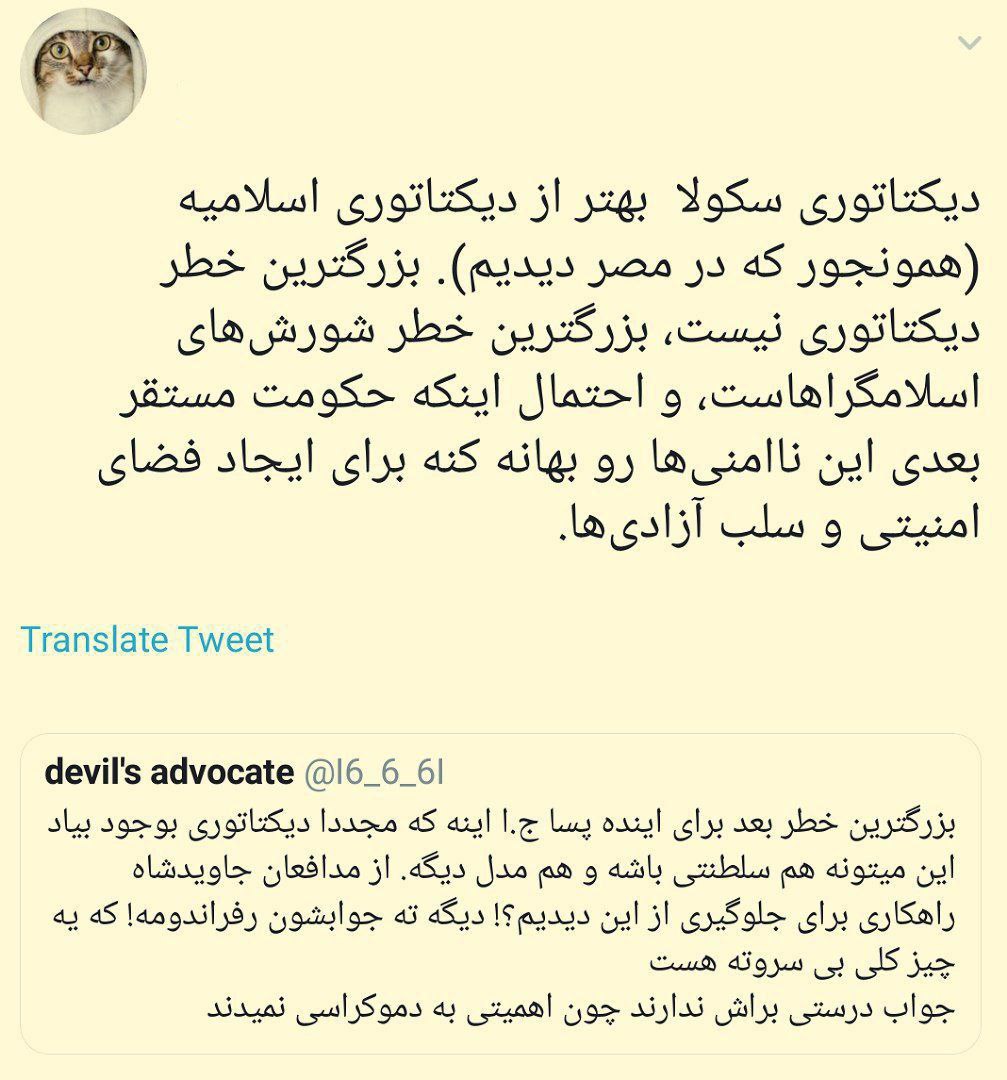 دیکتاتوری سکولا  بهتر از دیکتاتوری اسلامیه
(همونجور که در مصر دیدیم). بزرگترین خطر
دیکتاتوری نیست، بزرگترین خطر شورش‌های
اسلامگراهاست، و احتمال اینکه حکومت مستقر
بعدی این ناامنی‌ها رو بهانه کنه برای ایجاد فضای
امنیتی و سلب آزادی‌ها.
Translate Tweet
devil's advocate @l6_6_6l
بزرگترین خطر بعد برای اینده پسا ج.ا اینه که مجددا دیکتاتوری بوجود بیاد
این میتونه هم سلطنتی باشه و هم مدل دیگه. از مدافعان جاویدشاه
راهکاری برای جلوگیری از این دیدیم؟! دیگه ته جوابشون رفراندومه! که یه
چیز کلی بی سروته هست
جواب درستی براش ندارند چون اهمیتی به دموکراسی نمیدند